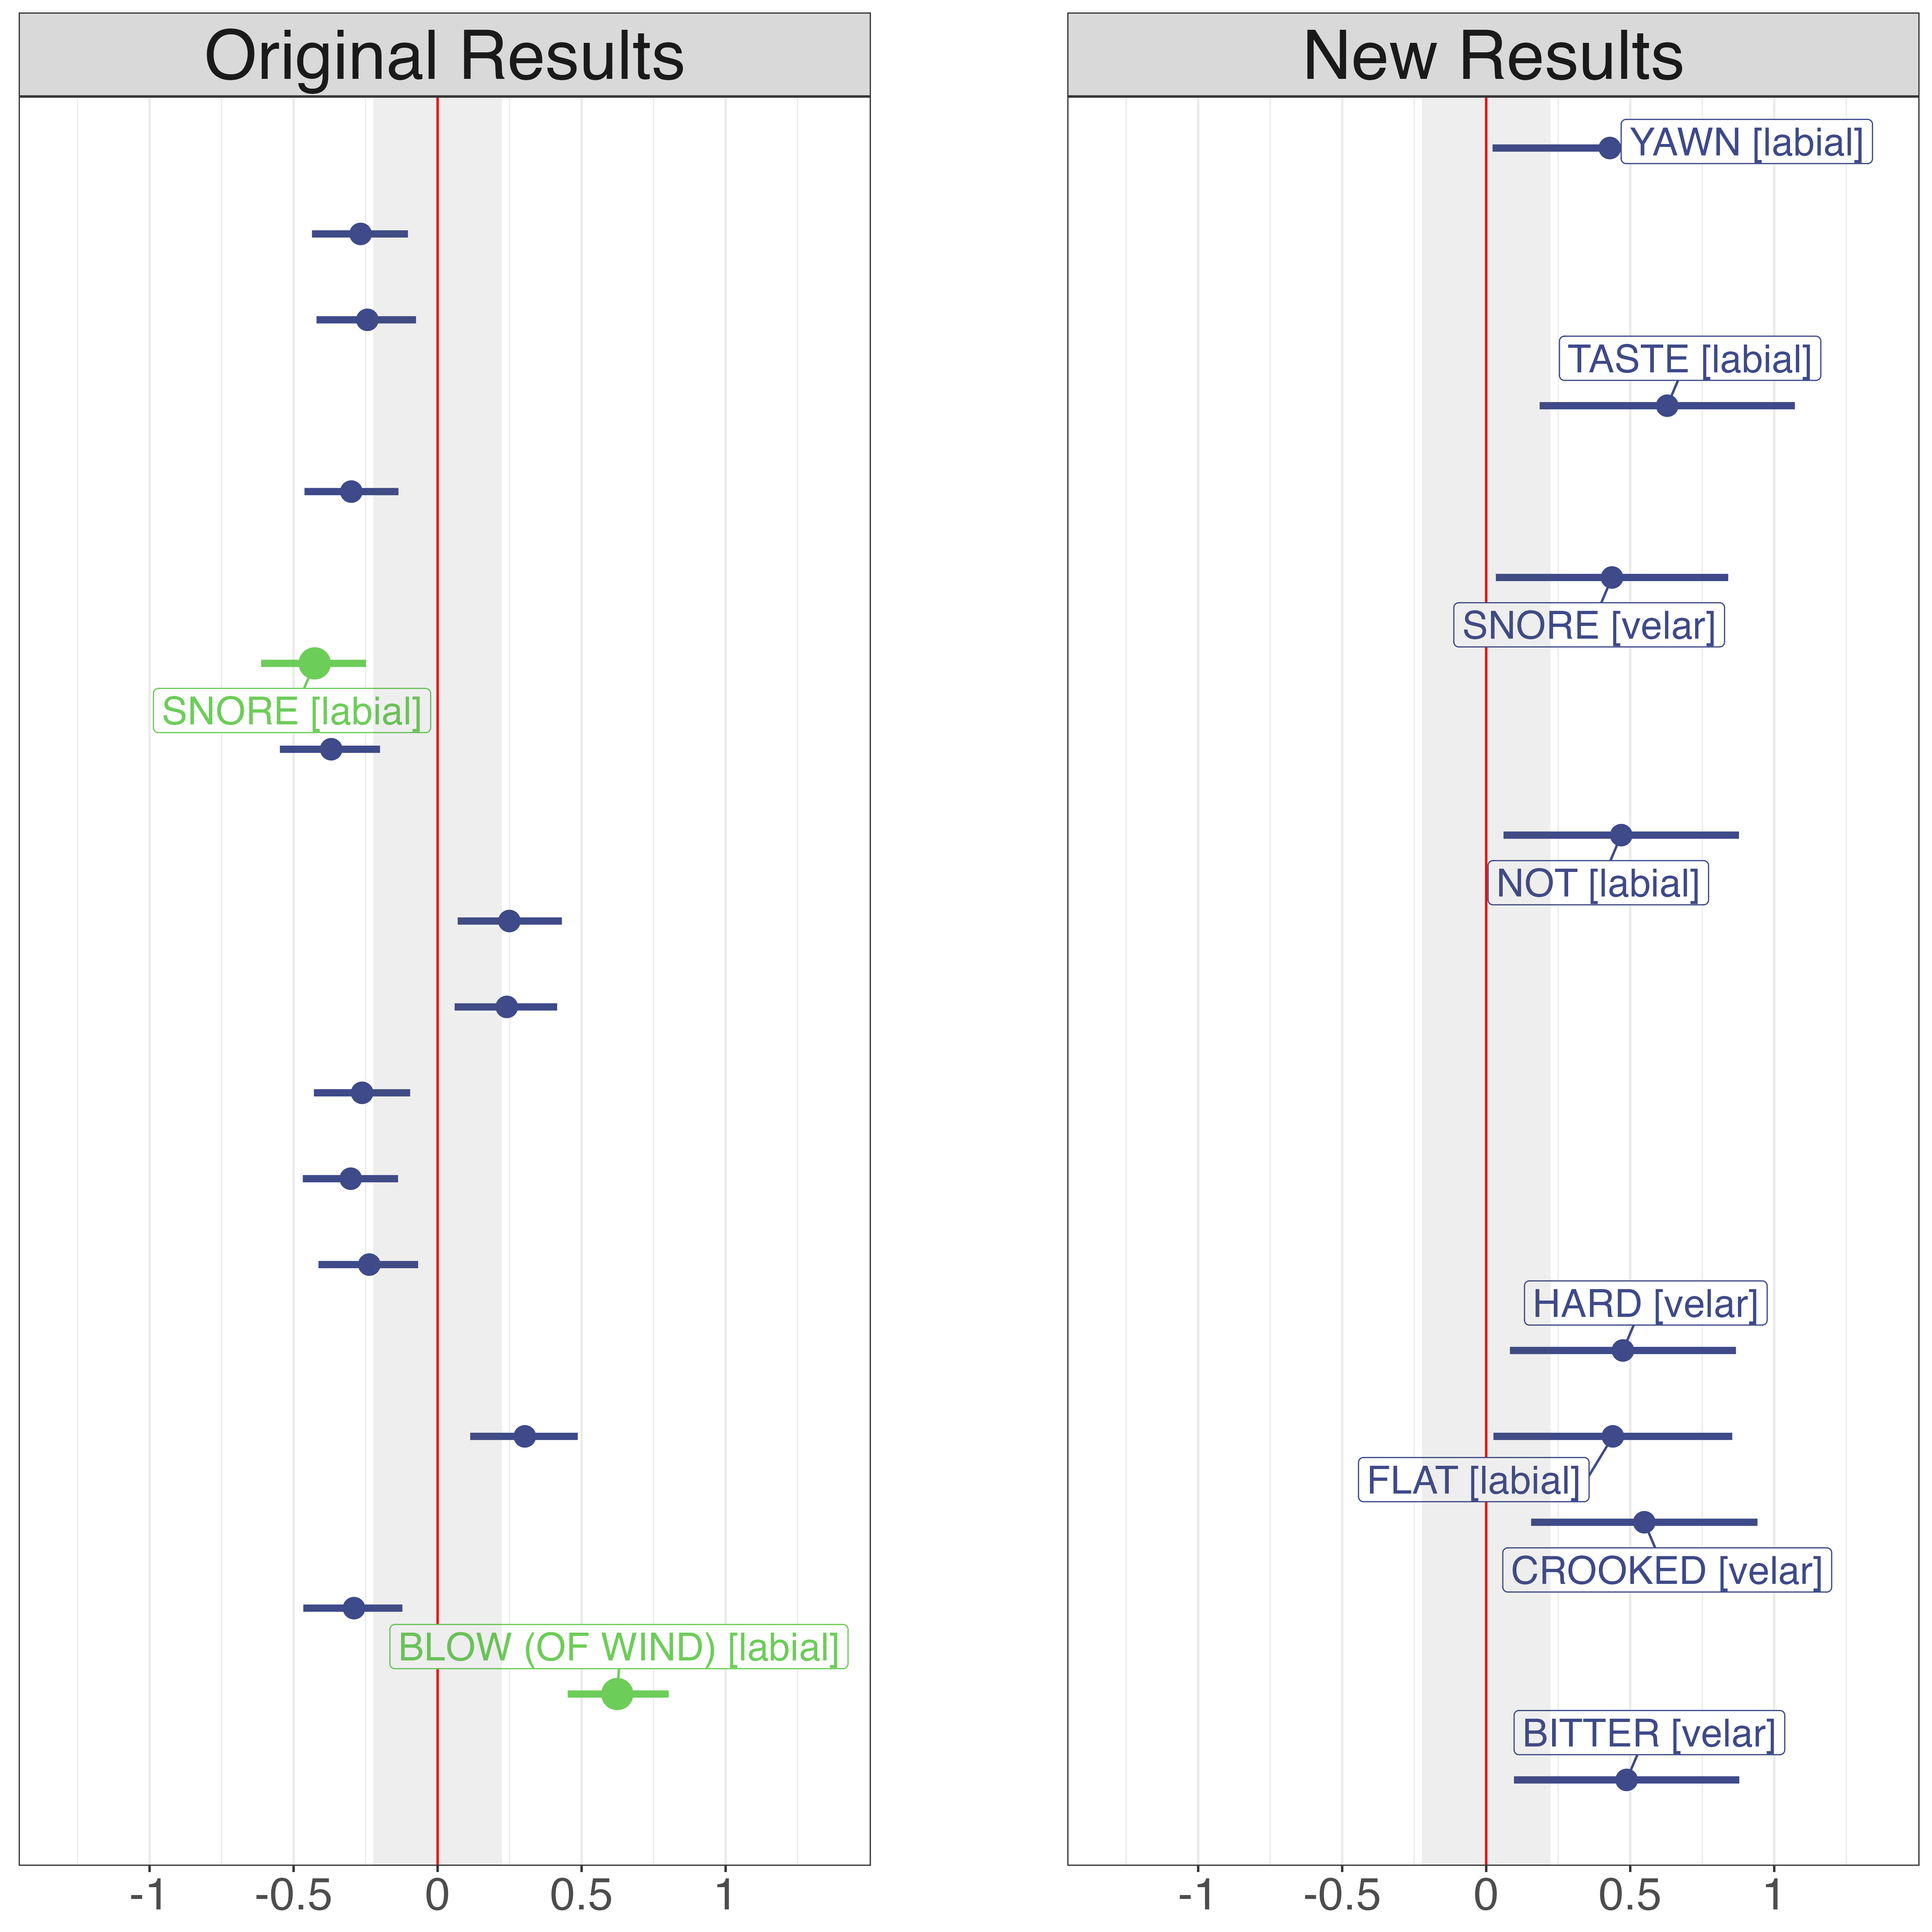 Original Results
SNORE [labial]
BLOW (OF WIND) [labial]
-1 -0.5 0 0.5 1
New Results
YAWN [labial]
TASTE [labial]
SNORE [velar]
NOT [labial]
HARD [velar]
FLAT [labial]
CROOKED [velar]
BITTER [velar]
-1 -0.5 0 0.5 1